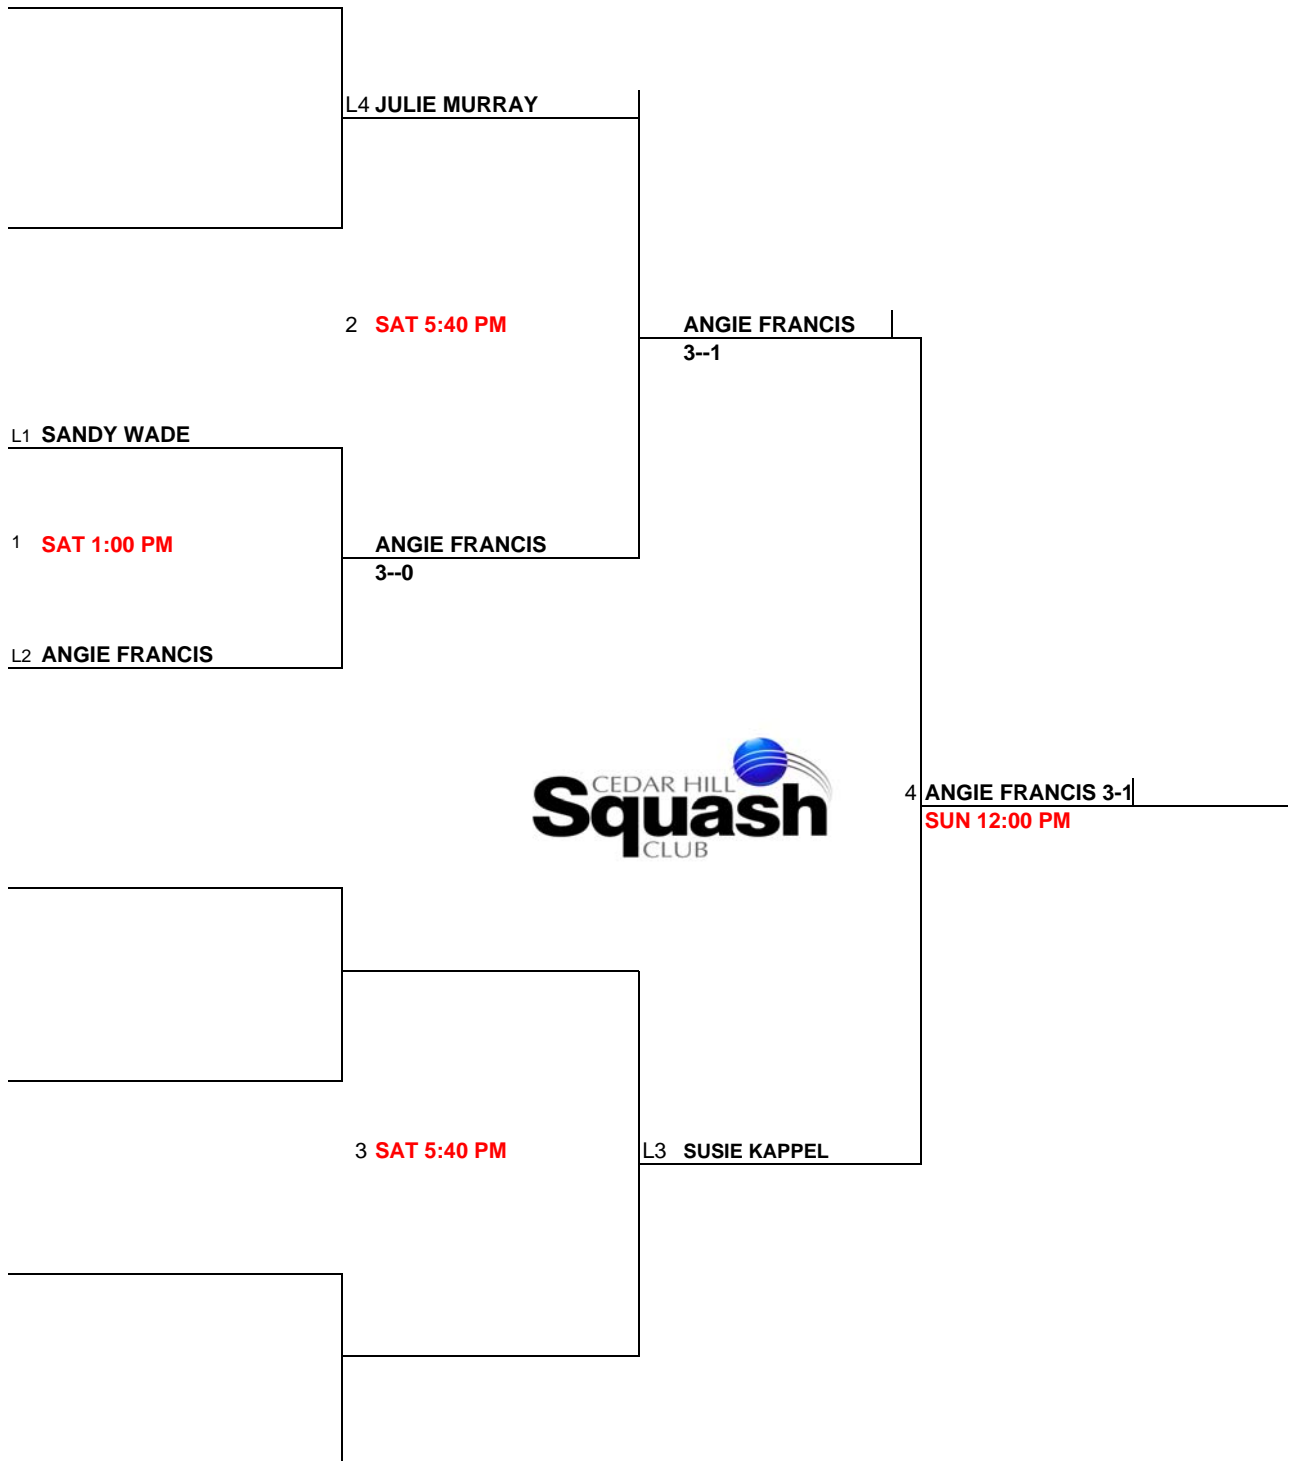 L4 JULIE MURRAY
2 SAT 5:40 PM
ANGIE FRANCIS
3--1
L1 SANDY WADE
1 SAT 1:00 PM
ANGIE FRANCIS
3--0
L2 ANGIE FRANCIS
CEDAR HILL
Squash
CLUB
4 ANGIE FRANCIS 3-1
SUN 12:00 PM
3 SAT 5:40 PM
L3 SUSIE KAPPEL